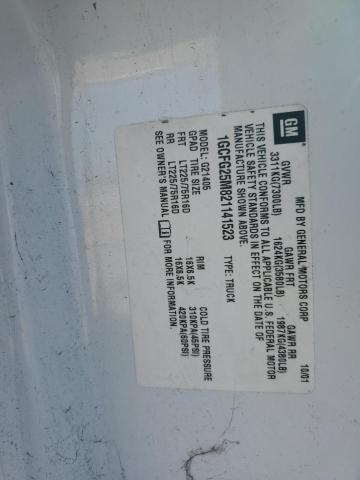 GM
MFD BY GENERAL MOTORS CORP 10/01
GVWR GAWR FRT GAWR RR
3311KG(7300LB) 1624KG(3580LB) 1987KG(4380LB)
THIS VEHICLE CONFORMS TO ALL APPLICABLE U.S. FEDERAL MOTOR
VEHICLE SAFETY STANDARDS IN EFFECT ON THE DATE OF
MANUFACTURE SHOWN ABOVE.
1GCFG25M821141523 TYPE: TRUCK
MODEL: G21405
GPAD TIRE SIZE RIM COLD TIRE PRESSURE
FRT LT225/75R16D 16X6.5K 310KPA(45PSI)
RR LT225/75R16D 16X6.5K 420KPA(60PSI)
SEE OWNER'S MANUAL FOR MORE INFORMATION.